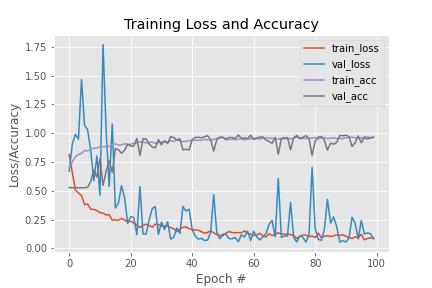 Training Loss and Accuracy
train_loss
val_loss
train_acc
val_acc
1.75
1.50
1.25
1.00
0.75
0.50
0.25
0.00
Loss/Accuracy
0
20
40
60
80
100
Epoch #